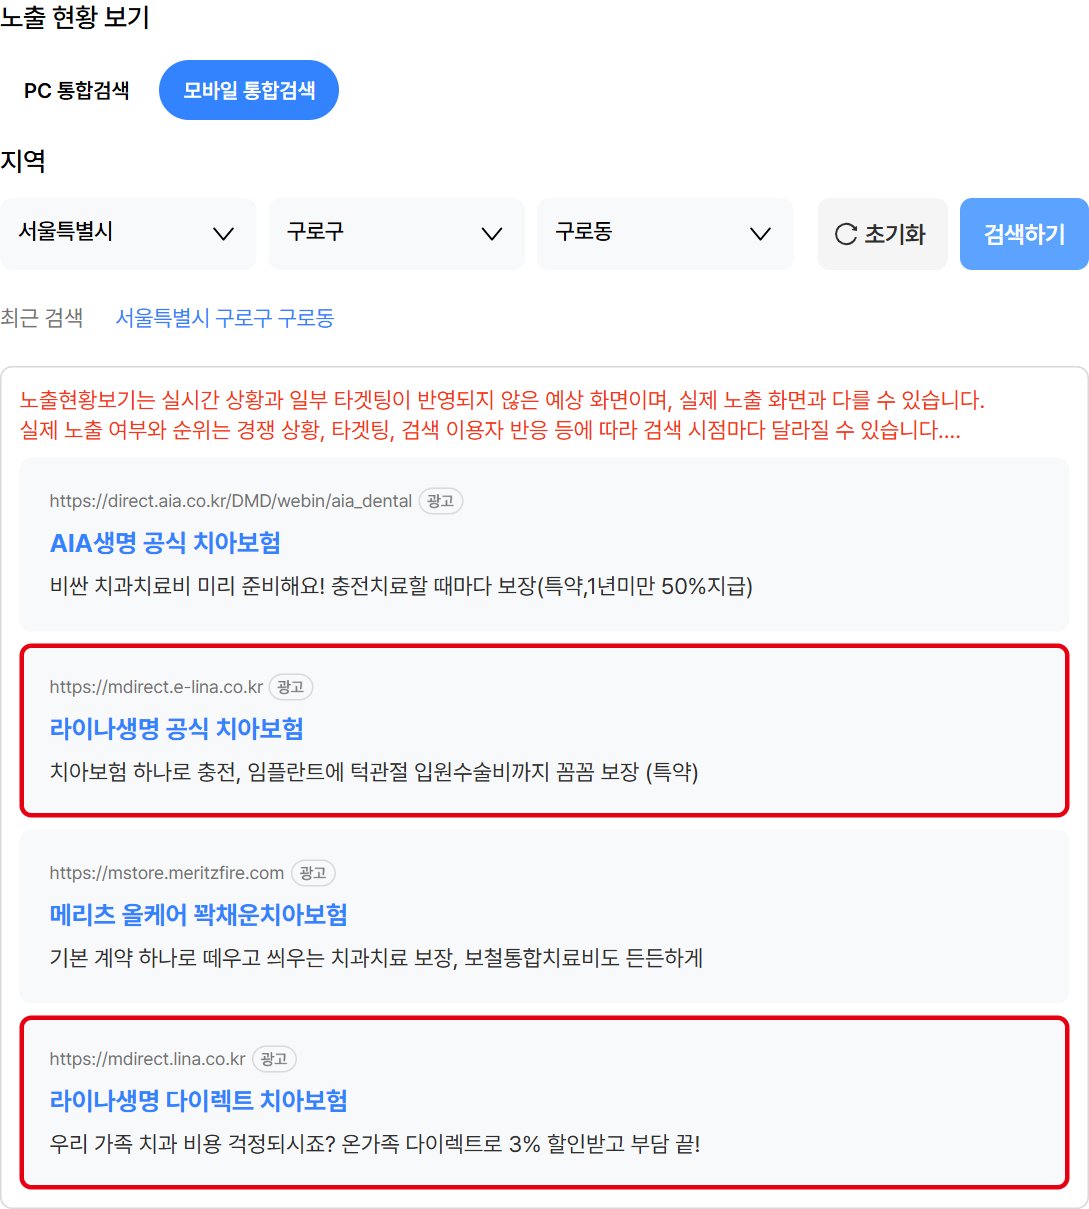 노출 현황 보기
PC 통합검색
모바일 통합검색
지역
서울특별시
구로구
구로동
초기화
검색하기
최근 검색
서울특별시 구로구 구로동
노출현황보기는 실시간 상황과 일부 타겟팅이 반영되지 않은 예상 화면이며, 실제 노출 화면과 다를 수 있습니다.
실제 노출 여부와 순위는 경쟁 상황, 타겟팅, 검색 이용자 반응 등에 따라 검색 시점마다 달라질 수 있습니다....
https://direct.aia.co.kr/DMD/webin/aia_dental 광고
AIA생명 공식 치아보험
비싼 치과치료비 미리 준비해요! 충전치료할 때마다 보장(특약,1년미만 50%지급)
https://mdirect.e-lina.co.kr 광고
라이나생명 공식 치아보험
치아보험 하나로 충전, 임플란트에 턱관절 입원수술비까지 꼼꼼 보장 (특약)
https://mstore.meritzfire.com 광고
메리츠 올케어 꽉채운치아보험
기본 계약 하나로 떼우고 씌우는 치과치료 보장, 보철통합치료비도 든든하게
https://mdirect.lina.co.kr 광고
라이나생명 다이렉트 치아보험
우리 가족 치과 비용 걱정되시죠? 온가족 다이렉트로 3% 할인받고 부담 끝!